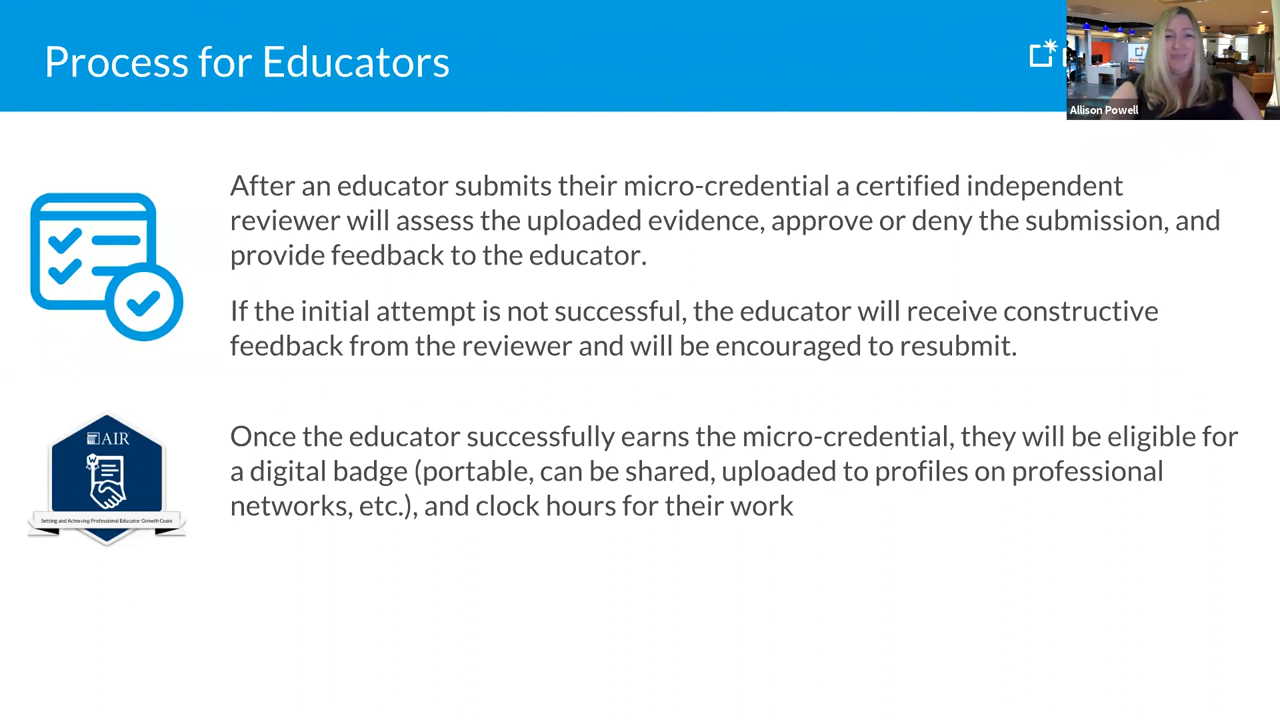 Process for Educators
Allison Powell
After an educator submits their micro-credential a certified independent
reviewer will assess the uploaded evidence, approve or deny the submission, and
provide feedback to the educator.
If the initial attempt is not successful, the educator will receive constructive
feedback from the reviewer and will be encouraged to resubmit.
AIR
Setting and Achieving Professional Educator Growth Goals
Once the educator successfully earns the micro-credential, they will be eligible for
a digital badge (portable, can be shared, uploaded to profiles on professional
networks, etc.), and clock hours for their work